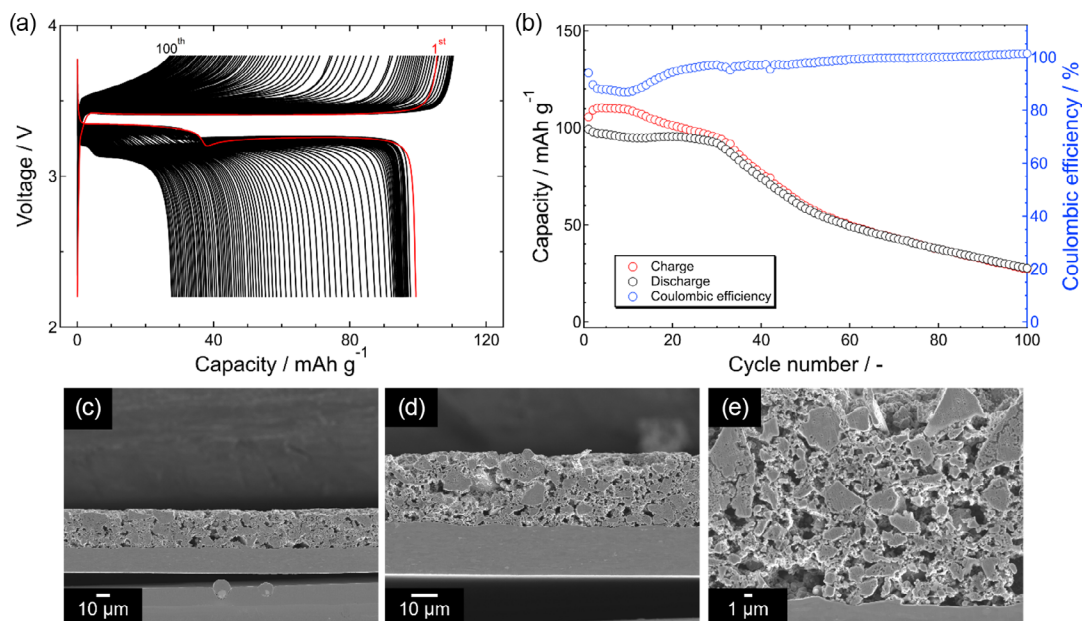 (a)
100th
1st
4
3
2
Voltage / V
0
40
80
120
Capacity / mAh g-1
(b)
150
100
50
0
Capacity / mAh g-1
100
80
60
40
20
0
Coulombic efficiency / %
Charge
Discharge
Coulombic efficiency
0
20
40
60
80
100
Cycle number / -
(c)
10 μm
(d)
10 μm
(e)
1 μm